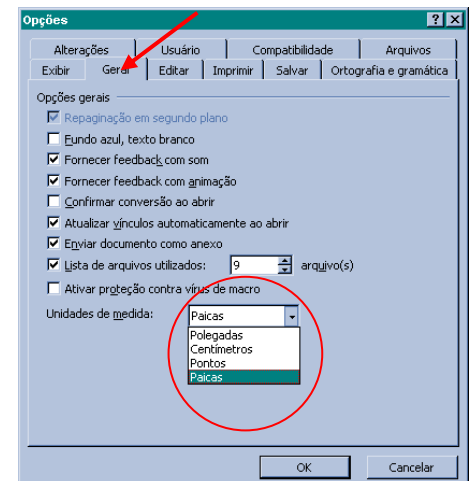 Opções
Alterações Usuário Compatibilidade Arquivos
Exibir Geral Editar Imprimir Salvar Ortografia e gramática
Opções gerais
Repaginação em segundo plano
Fundo azul, texto branco
Fornecer feedback com som
Fornecer feedback com animação
Confirmar conversão ao abrir
Atualizar vínculos automaticamente ao abrir
Enviar documento como anexo
Lista de arquivos utilizados: 9 arquivo(s)
Ativar proteção contra vírus de macro
Unidades de medida: Paicas
Polegadas
Centímetros
Pontos
Paicas
OK Cancelar